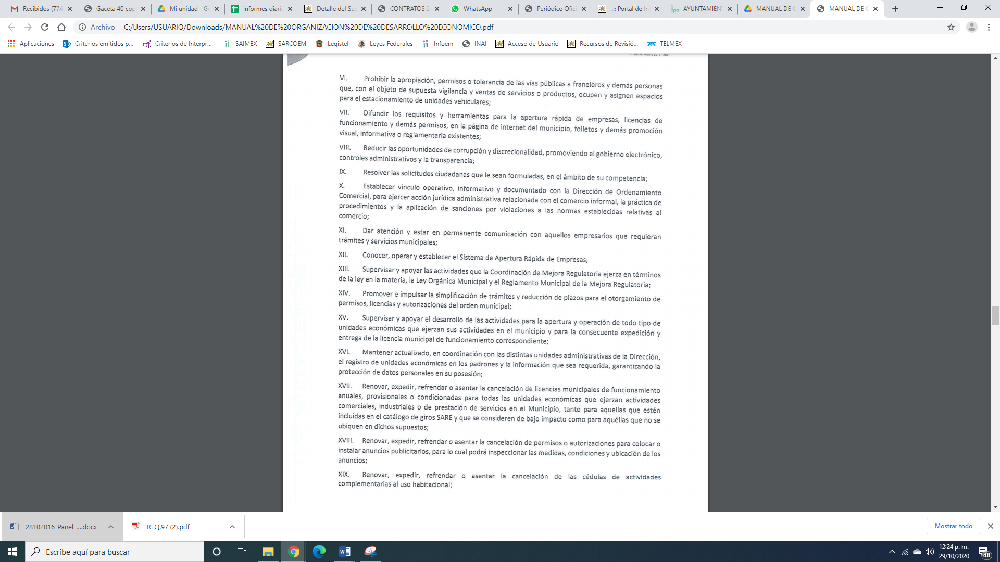 Recibidos (774
Gaceta 40 cop
Mi unidad - G
informes diari
Detalle del Se
CONTRATOS 2
WhatsApp
Periódico Ofic
..:: Portal de In
AYUNTAMIEN
MANUAL DE
MANUAL DE
Archivo | C:/Users/USUARIO/Downloads/MANUAL%20DE%20ORGANIZACION%20DE%20DESARROLLO%20ECONOMICO.pdf
Aplicaciones Criterios emitidos p... Criterios de Interpr... SAIMEX SARCOEM Legistel Leyes Federales Infoem INAI Acceso de Usuario Recursos de Revisió... TELMEX
H. Ayuntamiento 2019 - 2021
VI. Prohibir la apropiación, permisos o tolerancia de las vías públicas a franeleros y demás personas
que, con el objeto de supuesta vigilancia y ventas de servicios o productos, ocupen y asignen espacios
para el estacionamiento de unidades vehiculares;
VII. Difundir los requisitos y herramientas para la apertura rápida de empresas, licencias de
funcionamiento y demás permisos, en la página de internet del municipio, folletos y demás promoción
visual, informativa o reglamentaria existentes;
VIII. Reducir las oportunidades de corrupción y discrecionalidad, promoviendo el gobierno electrónico,
controles administrativos y la transparencia;
IX. Resolver las solicitudes ciudadanas que le sean formuladas, en el ámbito de su competencia;
X. Establecer vinculo operativo, informativo y documentado con la Dirección de Ordenamiento
Comercial, para ejercer acción jurídica administrativa relacionada con el comercio informal, la práctica de
procedimientos y la aplicación de sanciones por violaciones a las normas establecidas relativas al
comercio;
XI. Dar atención y estar en permanente comunicación con aquellos empresarios que requieran
trámites y servicios municipales;
XII. Conocer, operar y establecer el Sistema de Apertura Rápida de Empresas;
XIII. Supervisar y apoyar las actividades que la Coordinación de Mejora Regulatoria ejerza en términos
de la ley en la materia, la Ley Orgánica Municipal y el Reglamento Municipal de la Mejora Regulatoria;
XIV. Promover e impulsar la simplificación de trámites y reducción de plazos para el otorgamiento de
permisos, licencias y autorizaciones del orden municipal;
XV. Supervisar y apoyar el desarrollo de las actividades para la apertura y operación de todo tipo de
unidades económicas que ejerzan sus actividades en el municipio y para la consecuente expedición y
entrega de la licencia municipal de funcionamiento correspondiente;
XVI. Mantener actualizado, en coordinación con las distintas unidades administrativas de la Dirección,
el registro de unidades económicas en los padrones y la información que sea requerida, garantizando la
protección de datos personales en su posesión;
XVII. Renovar, expedir, refrendar o asentar la cancelación de licencias municipales de funcionamiento
anuales, provisionales o condicionadas para todas las unidades económicas que ejerzan actividades
comerciales, industriales o de prestación de servicios en el Municipio, tanto para aquellas que estén
incluidas en el catálogo de giros SARE y que se consideren de bajo impacto como para aquéllas que no se
ubiquen en dichos supuestos;
XVIII. Renovar, expedir, refrendar o asentar la cancelación de permisos o autorizaciones para colocar o
instalar anuncios publicitarios, para lo cual podrá inspeccionar las medidas, condiciones y ubicación de los
anuncios;
XIX. Renovar, expedir, refrendar o asentar la cancelación de las cédulas de actividades
complementarias al uso habitacional;
28102016-Panel-....docx
REQ.97 (2).pdf
Mostrar todo
Escribe aquí para buscar
12:24 p. m.
29/10/2020
48